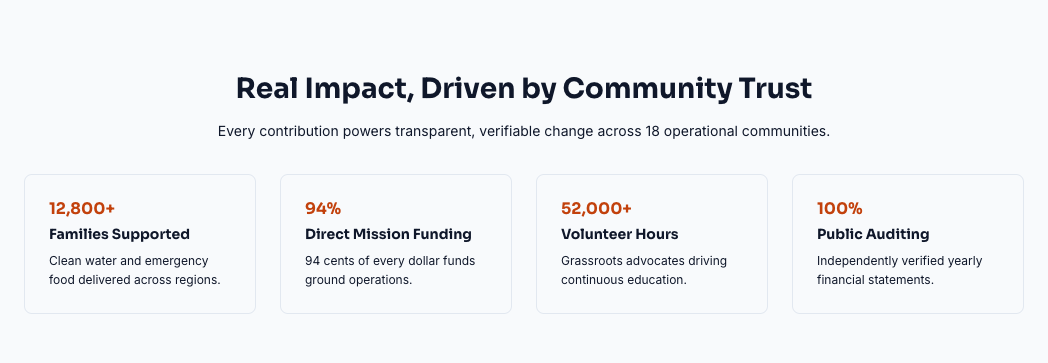 Real Impact, Driven by Community Trust
Every contribution powers transparent, verifiable change across 18 operational communities.
12,800+
Families Supported
Clean water and emergency
food delivered across regions.
94%
Direct Mission Funding
94 cents of every dollar funds
ground operations.
52,000+
Volunteer Hours
Grassroots advocates driving
continuous education.
100%
Public Auditing
Independently verified yearly
financial statements.